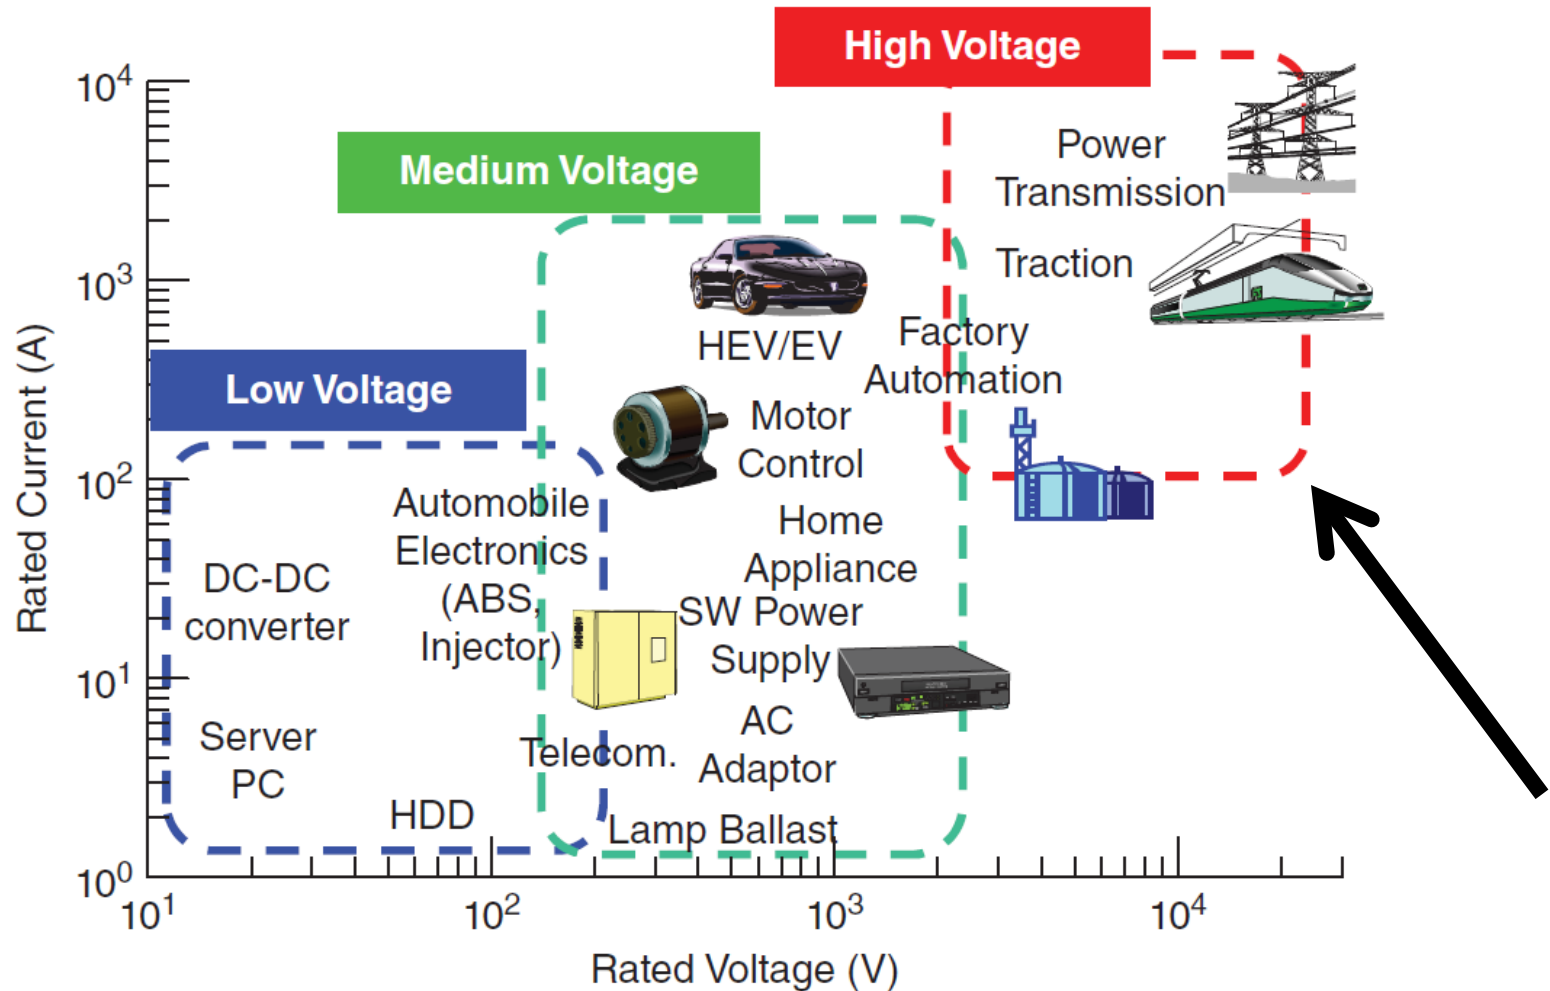 High Voltage
Medium Voltage
Low Voltage
Power
Transmission
Traction
HEV/EV
Factory
Automation
Motor
Control
Automobile
Electronics
(ABS,
Injector)
Home
Appliance
DC-DC
converter
SW Power
Supply
Server
PC
AC
Adaptor
Telecom.
HDD
Lamp Ballast
Rated Current (A)
10⁴
10³
10²
10¹
10⁰
10¹ 10² 10³ 10⁴
Rated Voltage (V)